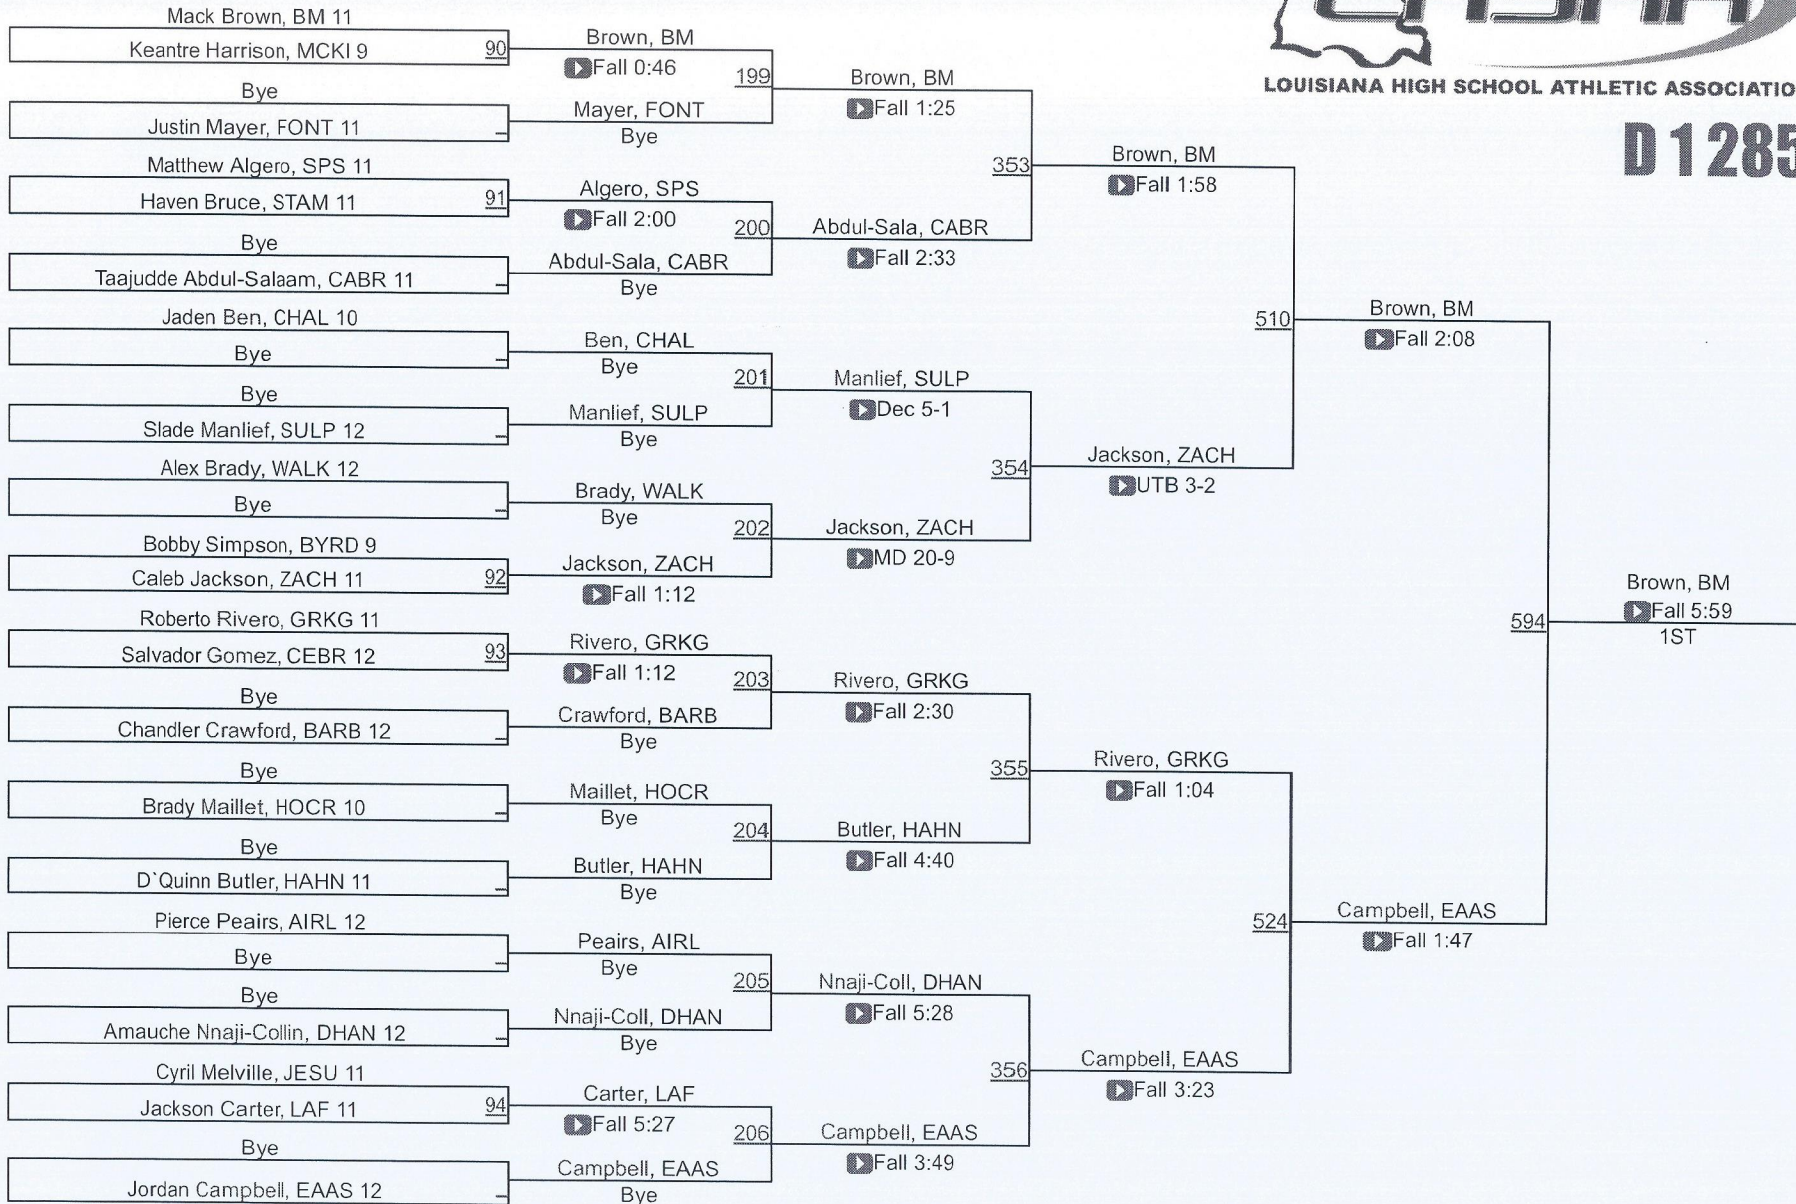 LOUISIANA HIGH SCHOOL ATHLETIC ASSOCIATIO
D1 285
Mack Brown, BM 11
Keantre Harrison, MCKI 9
90
Bye
Justin Mayer, FONT 11
Matthew Algero, SPS 11
Haven Bruce, STAM 11
91
Bye
Taajudde Abdul-Salaam, CABR 11
Jaden Ben, CHAL 10
Bye
Bye
Slade Manlief, SULP 12
Alex Brady, WALK 12
Bye
Bobby Simpson, BYRD 9
Caleb Jackson, ZACH 11
92
Roberto Rivero, GRKG 11
Salvador Gomez, CEBR 12
93
Bye
Chandler Crawford, BARB 12
Bye
Brady Maillet, HOCR 10
Bye
D`Quinn Butler, HAHN 11
Pierce Peairs, AIRL 12
Bye
Bye
Amauche Nnaji-Collin, DHAN 12
Cyril Melville, JESU 11
Jackson Carter, LAF 11
94
Bye
Jordan Campbell, EAAS 12
Brown, BM
Fall 0:46
199
Mayer, FONT
Bye
Algero, SPS
Fall 2:00
200
Abdul-Sala, CABR
Bye
Ben, CHAL
Bye
201
Manlief, SULP
Bye
Brady, WALK
Bye
202
Jackson, ZACH
Fall 1:12
Rivero, GRKG
Fall 1:12
203
Crawford, BARB
Bye
Maillet, HOCR
Bye
204
Butler, HAHN
Bye
Peairs, AIRL
Bye
205
Nnaji-Coll, DHAN
Bye
Carter, LAF
Fall 5:27
206
Campbell, EAAS
Bye
Brown, BM
Fall 1:25
353
Abdul-Sala, CABR
Fall 2:33
Manlief, SULP
Dec 5-1
354
Jackson, ZACH
MD 20-9
Rivero, GRKG
Fall 2:30
355
Butler, HAHN
Fall 4:40
Nnaji-Coll, DHAN
Fall 5:28
356
Campbell, EAAS
Fall 3:49
Brown, BM
Fall 1:58
510
Jackson, ZACH
UTB 3-2
Rivero, GRKG
Fall 1:04
524
Campbell, EAAS
Fall 3:23
Brown, BM
Fall 2:08
594
Campbell, EAAS
Fall 1:47
Brown, BM
Fall 5:59
1ST